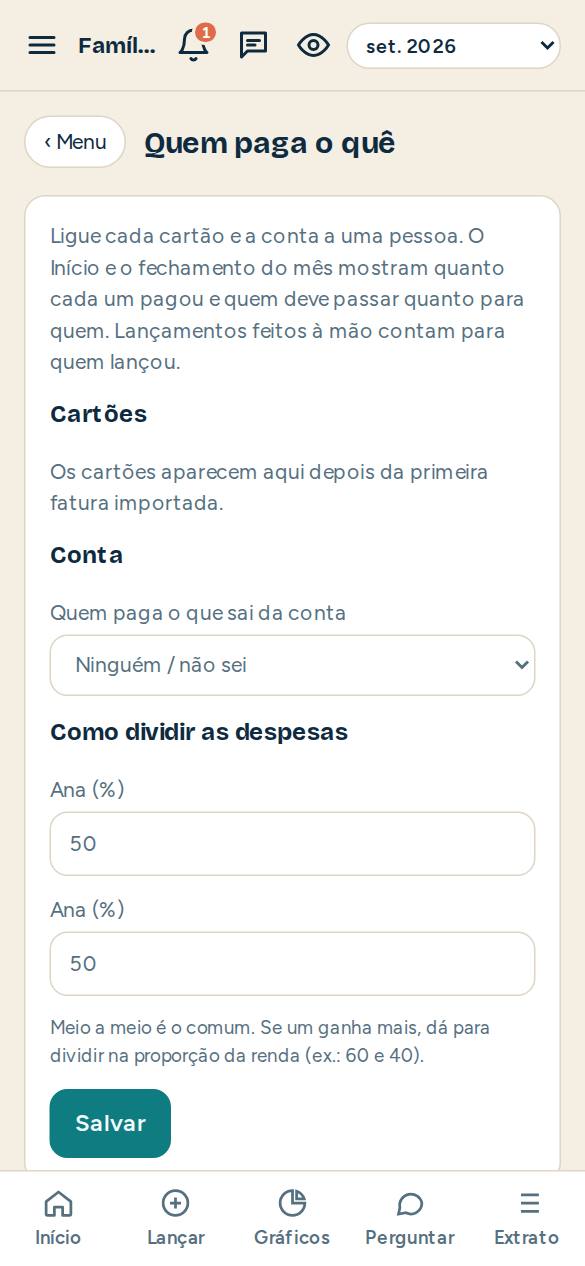 Famíl...
1
set. 2026
‹ Menu
Quem paga o quê
Ligue cada cartão e a conta a uma pessoa. O
Início e o fechamento do mês mostram quanto
cada um pagou e quem deve passar quanto para
quem. Lançamentos feitos à mão contam para
quem lançou.
Cartões
Os cartões aparecem aqui depois da primeira
fatura importada.
Conta
Quem paga o que sai da conta
Ninguém / não sei
Como dividir as despesas
Ana (%)
50
Ana (%)
50
Meio a meio é o comum. Se um ganha mais, dá para
dividir na proporção da renda (ex.: 60 e 40).
Salvar
Início
Lançar
Gráficos
Perguntar
Extrato